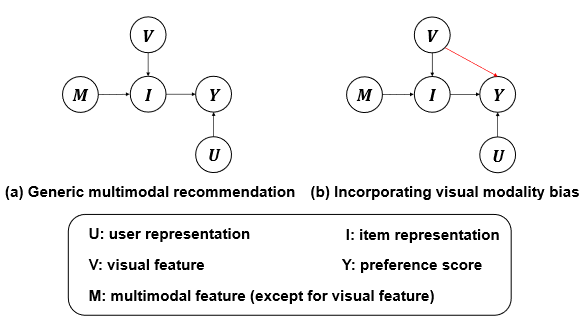 V
V
M
I
Y
M
I
Y
U
U
(a) Generic multimodal recommendation
(b) Incorporating visual modality bias
U: user representation
I: item representation
V: visual feature
Y: preference score
M: multimodal feature (except for visual feature)